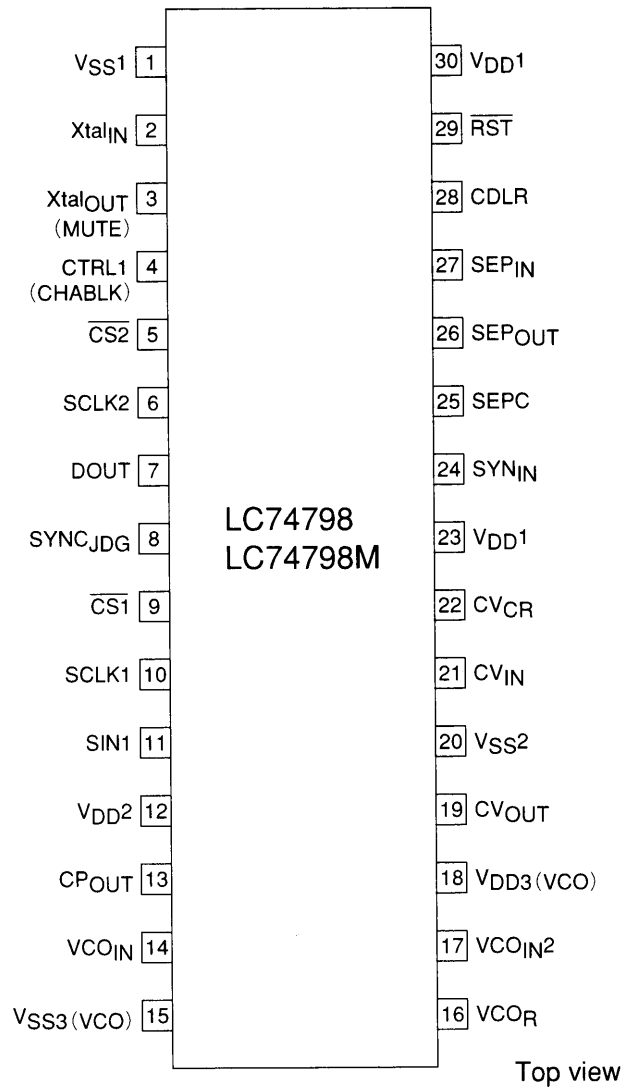 VSS1 1
30 VDD1
XtalIN 2
29 RST
XtalOUT 3
(MUTE)
28 CDLR
CTRL1 4
(CHABLK)
27 SEPIN
CS2 5
26 SEPOUT
SCLK2 6
25 SEPC
DOUT 7
24 SYNIN
LC74798
LC74798M
SYNCJDG 8
23 VDD1
CS1 9
22 CVCR
SCLK1 10
21 CVIN
SIN1 11
20 VSS2
VDD2 12
19 CVOUT
CPOUT 13
18 VDD3(VCO)
VCOIN 14
17 VCOIN2
VSS3(VCO) 15
16 VCOR
Top view